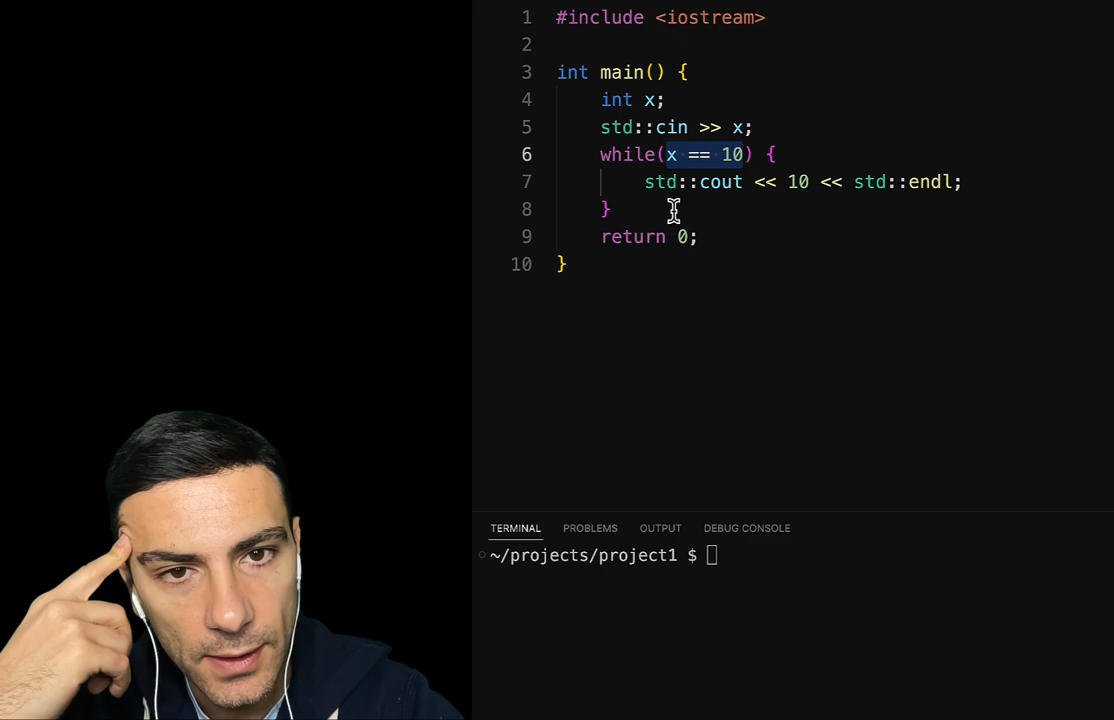 1 #include <iostream>
2
3 int main() {
4 int x;
5 std::cin >> x;
6 while(x == 10) {
7 std::cout << 10 << std::endl;
8 }
9 return 0;
10 }
TERMINAL PROBLEMS OUTPUT DEBUG CONSOLE
~/projects/project1 $